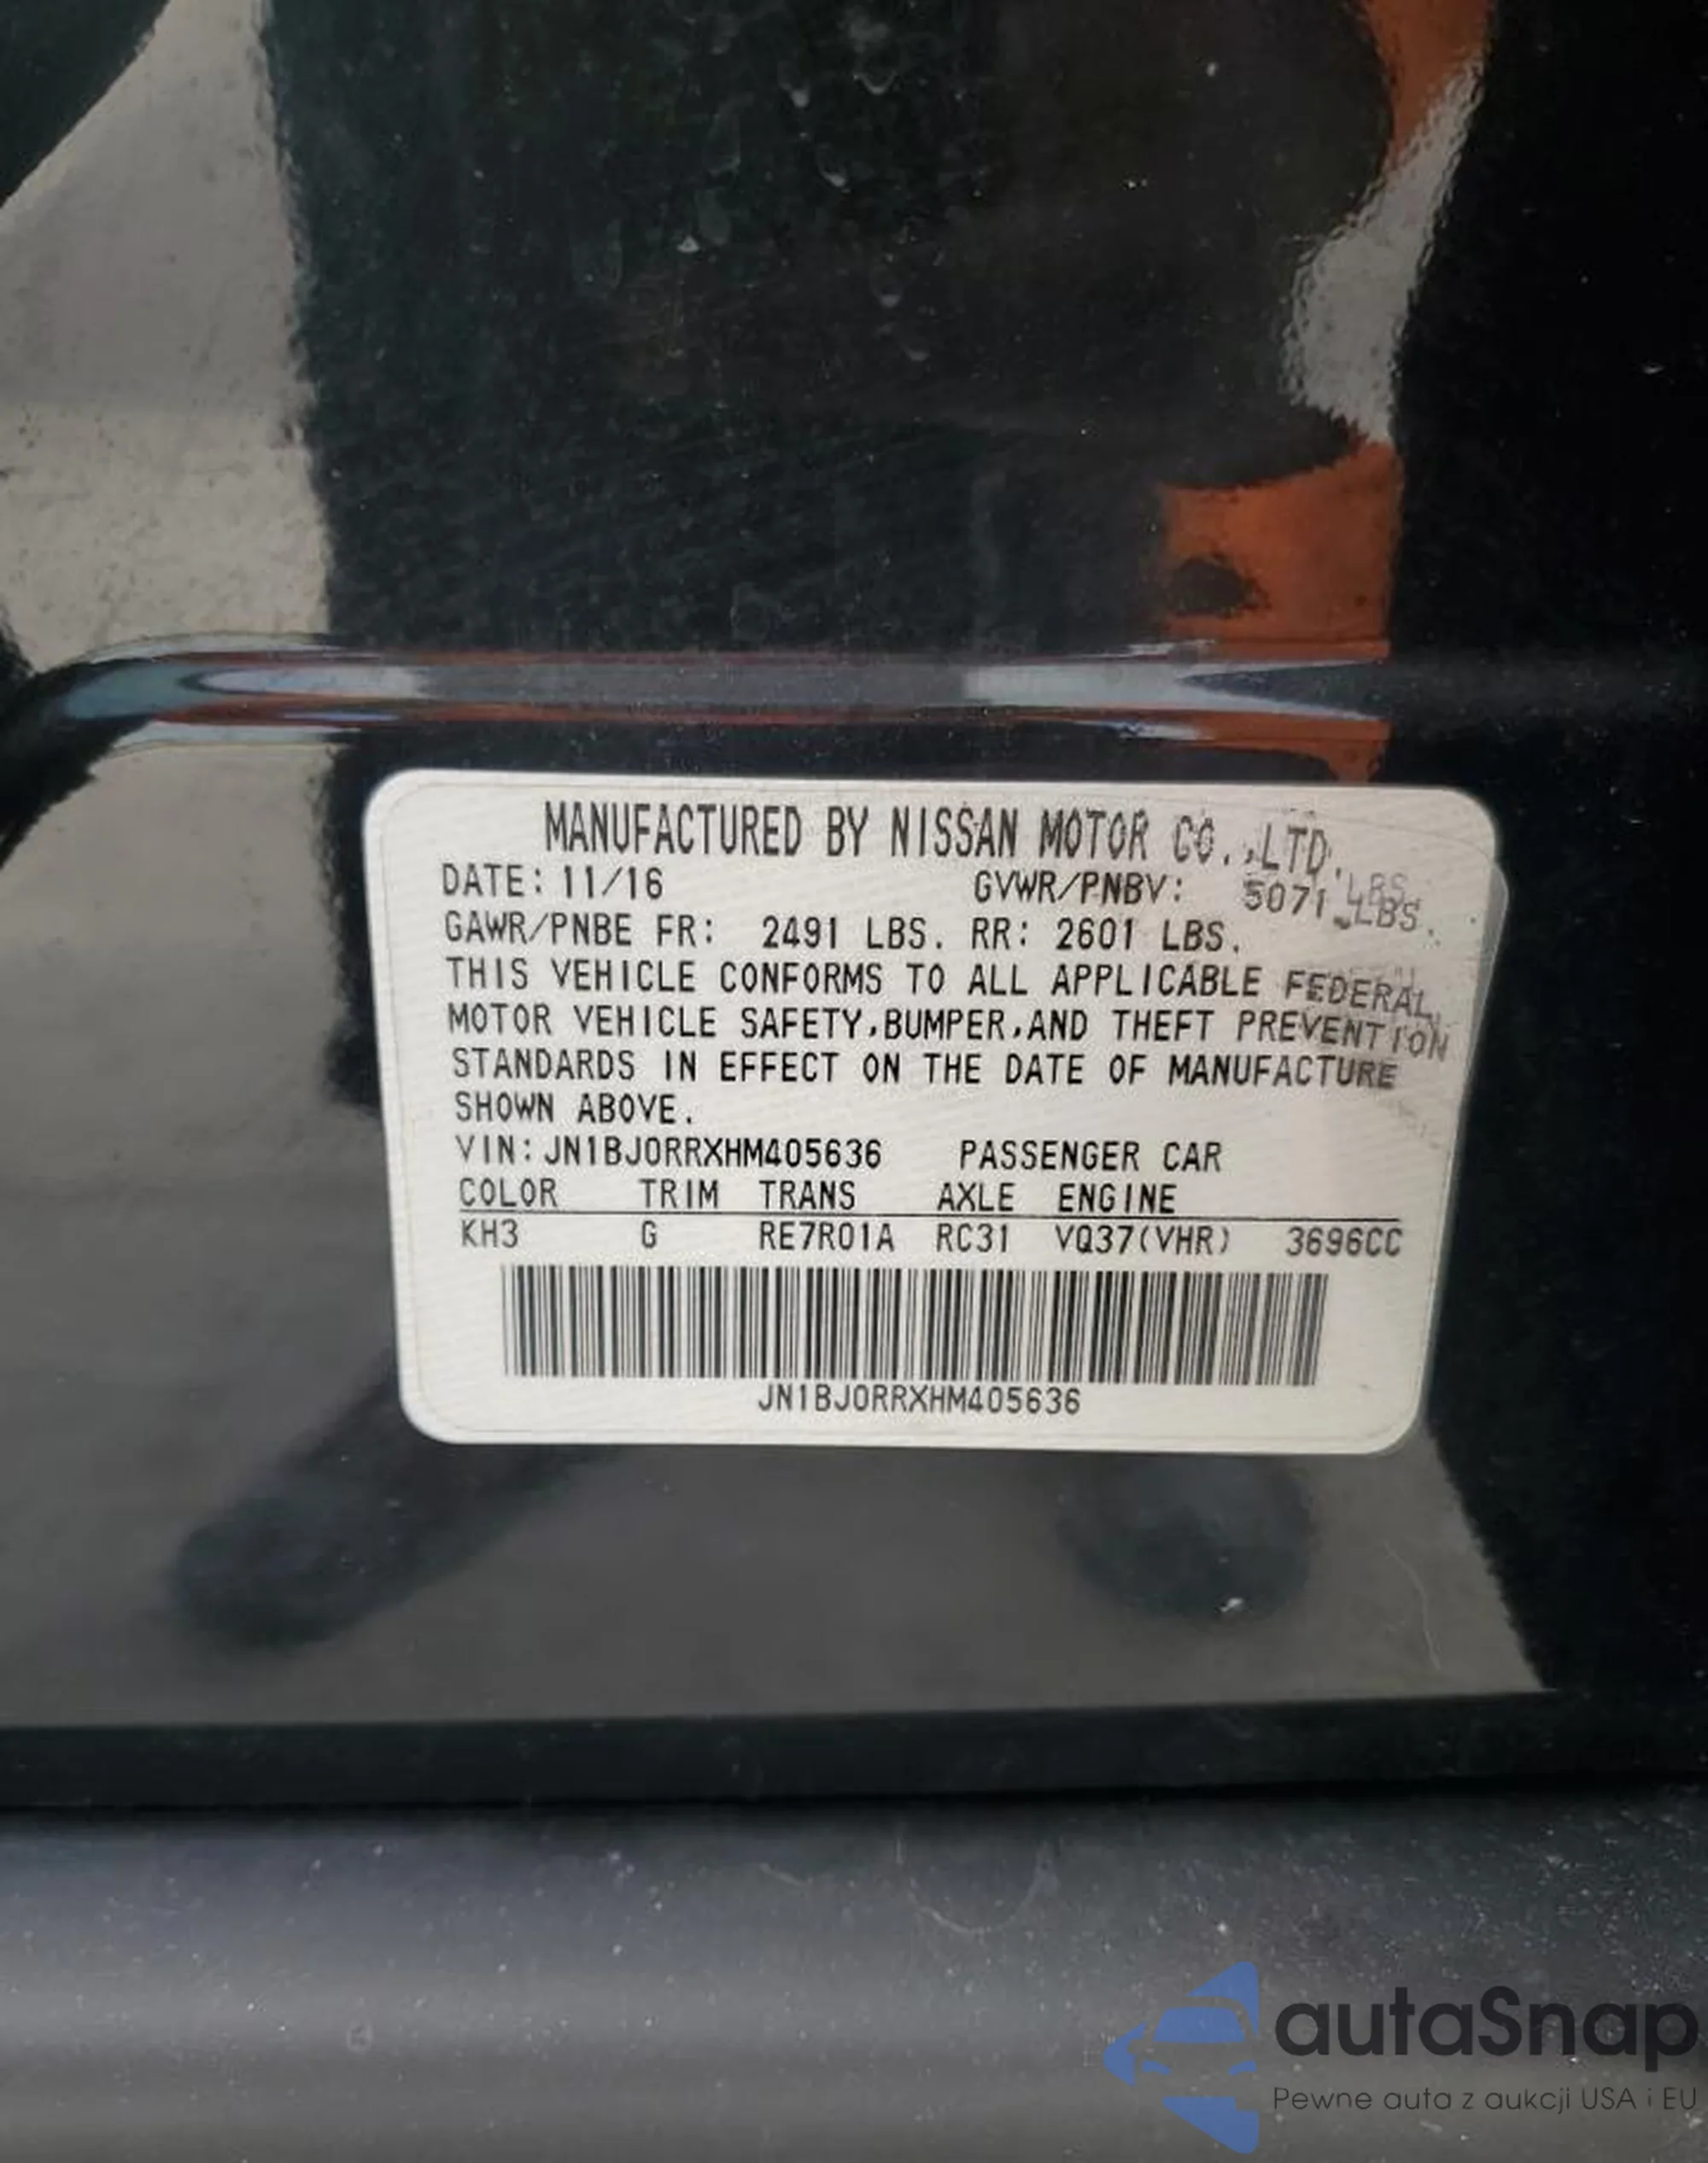 MANUFACTURED BY NISSAN MOTOR CO.,LTD.
DATE: 11/16 GVWR/PNBV: 5071 LBS.
GAWR/PNBE FR: 2491 LBS. RR: 2601 LBS.
THIS VEHICLE CONFORMS TO ALL APPLICABLE FEDERAL
MOTOR VEHICLE SAFETY,BUMPER,AND THEFT PREVENTION
STANDARDS IN EFFECT ON THE DATE OF MANUFACTURE
SHOWN ABOVE.
VIN: JN1BJ0RRXHM405636 PASSENGER CAR
COLOR TRIM TRANS AXLE ENGINE
KH3 G RE7R01A RC31 VQ37(VHR) 3696CC
JN1BJ0RRXHM405636
autaSnap
Pewne auta z aukcji USA i EU